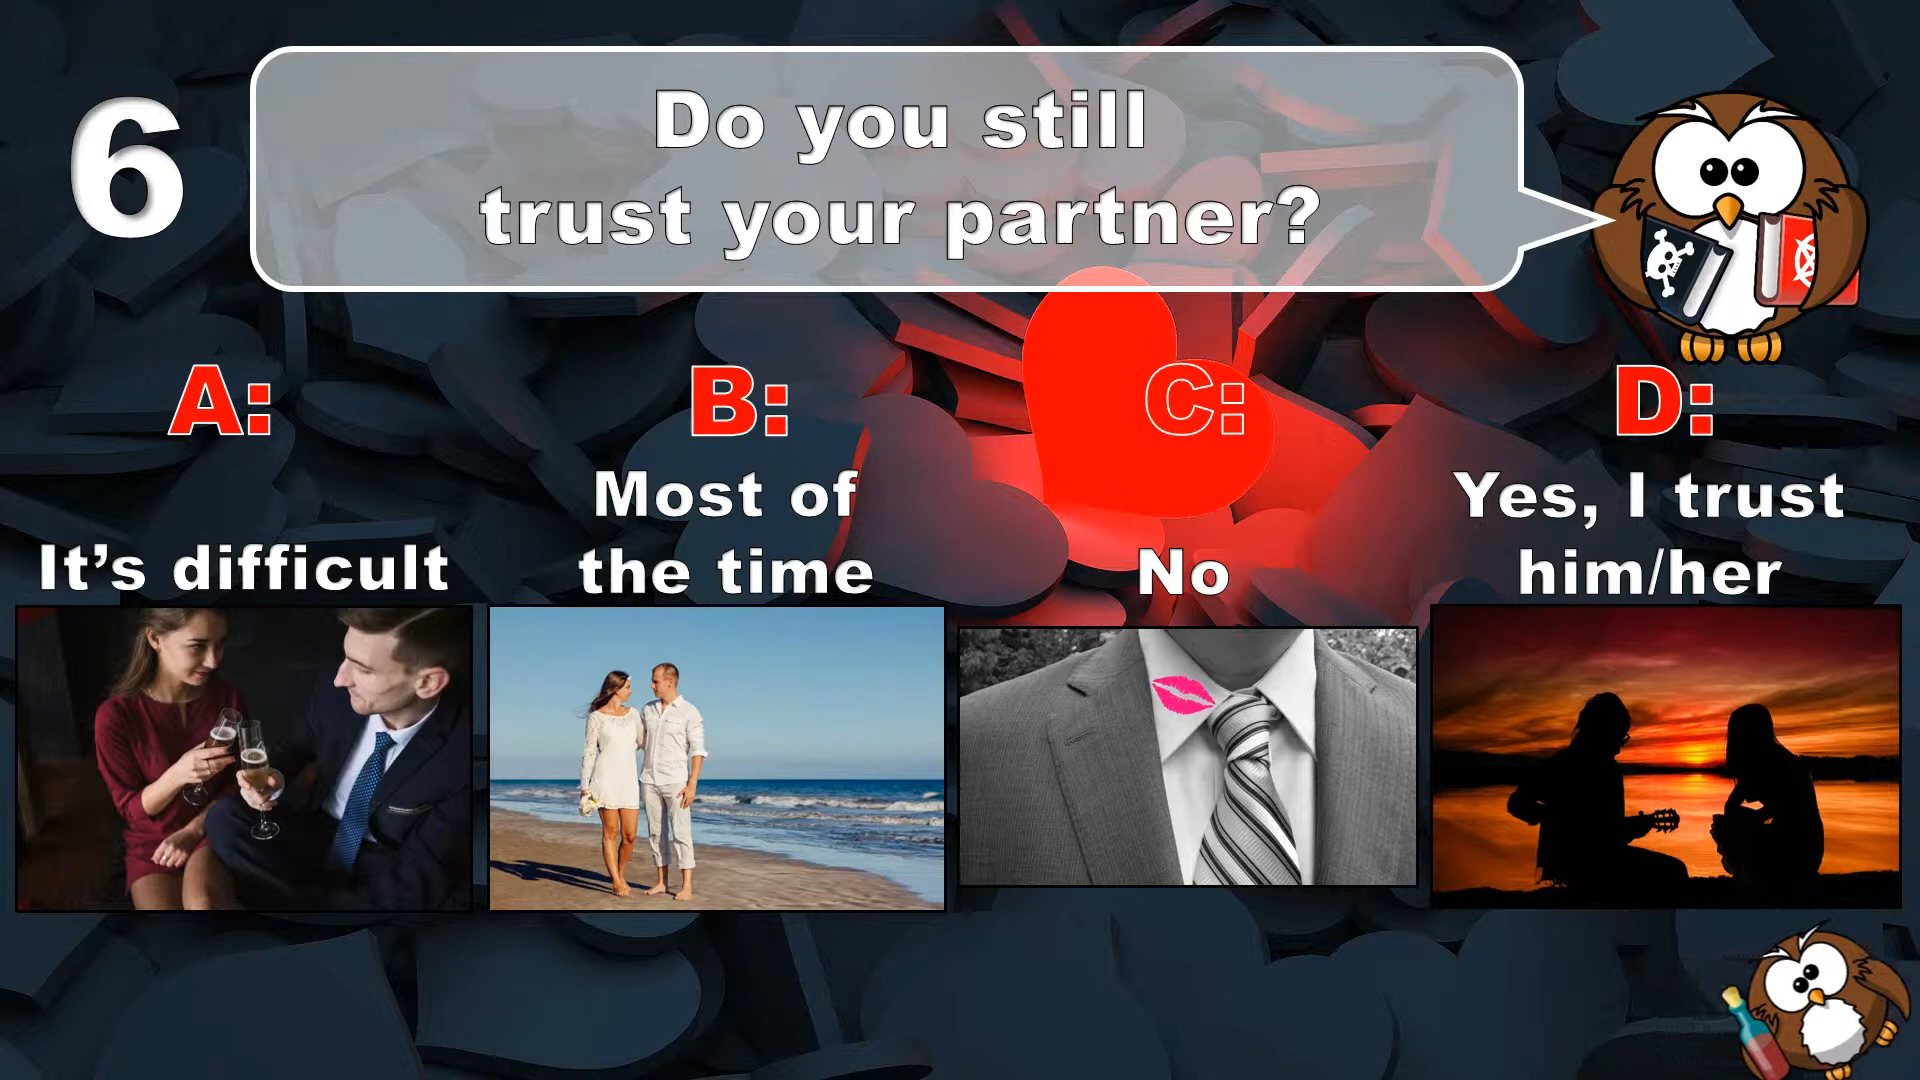 6
Do you still
trust your partner?
A:
It’s difficult
B:
Most of
the time
C:
No
D:
Yes, I trust
him/her